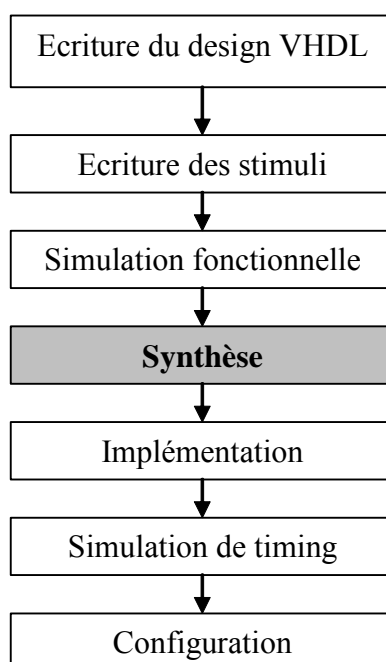 Ecriture du design VHDL
Ecriture des stimuli
Simulation fonctionnelle
Synthèse
Implémentation
Simulation de timing
Configuration